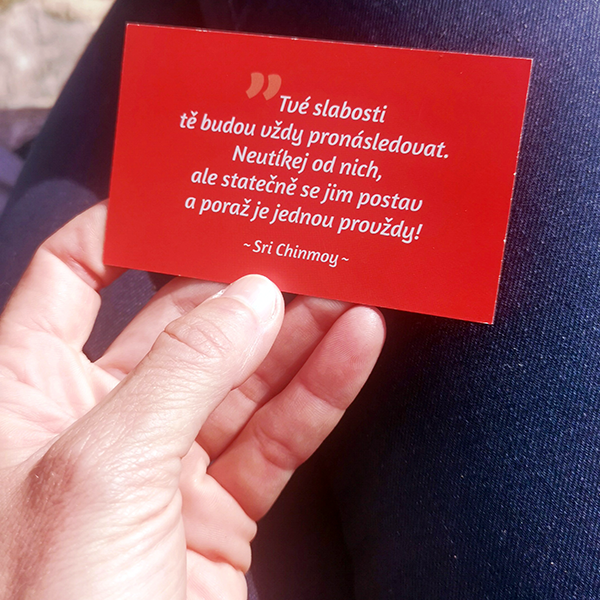 Tvé slabosti
tě budou vždy pronásledovat.
Neutíkej od nich,
ale statečně se jim postav
a poraž je jednou provždy!
~ Sri Chinmoy ~